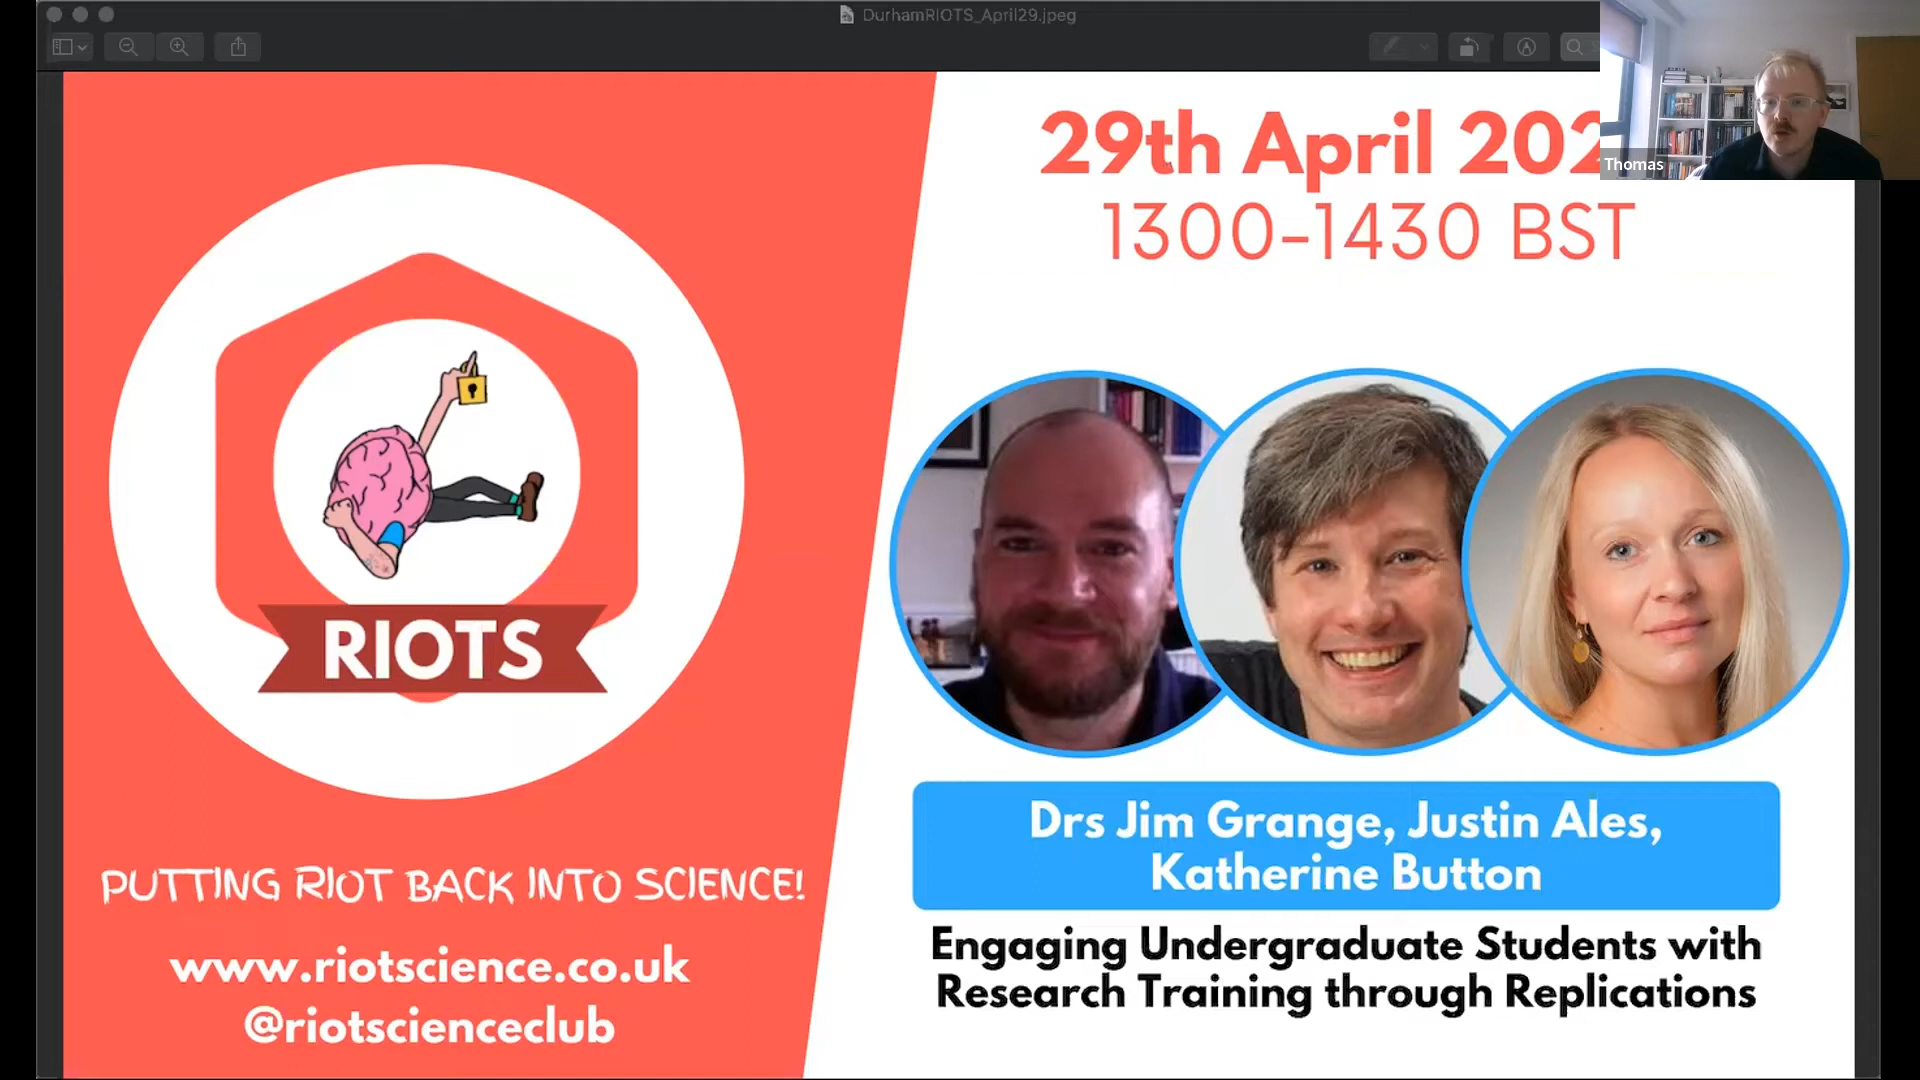 DurhamRIOTS_April29.jpeg
29th April 202
1300-1430 BST
Thomas
RIOTS
Drs Jim Grange, Justin Ales,
Katherine Button
PUTTING RIOT BACK INTO SCIENCE!
Engaging Undergraduate Students with
Research Training through Replications
www.riotscience.co.uk
@riotscienceclub